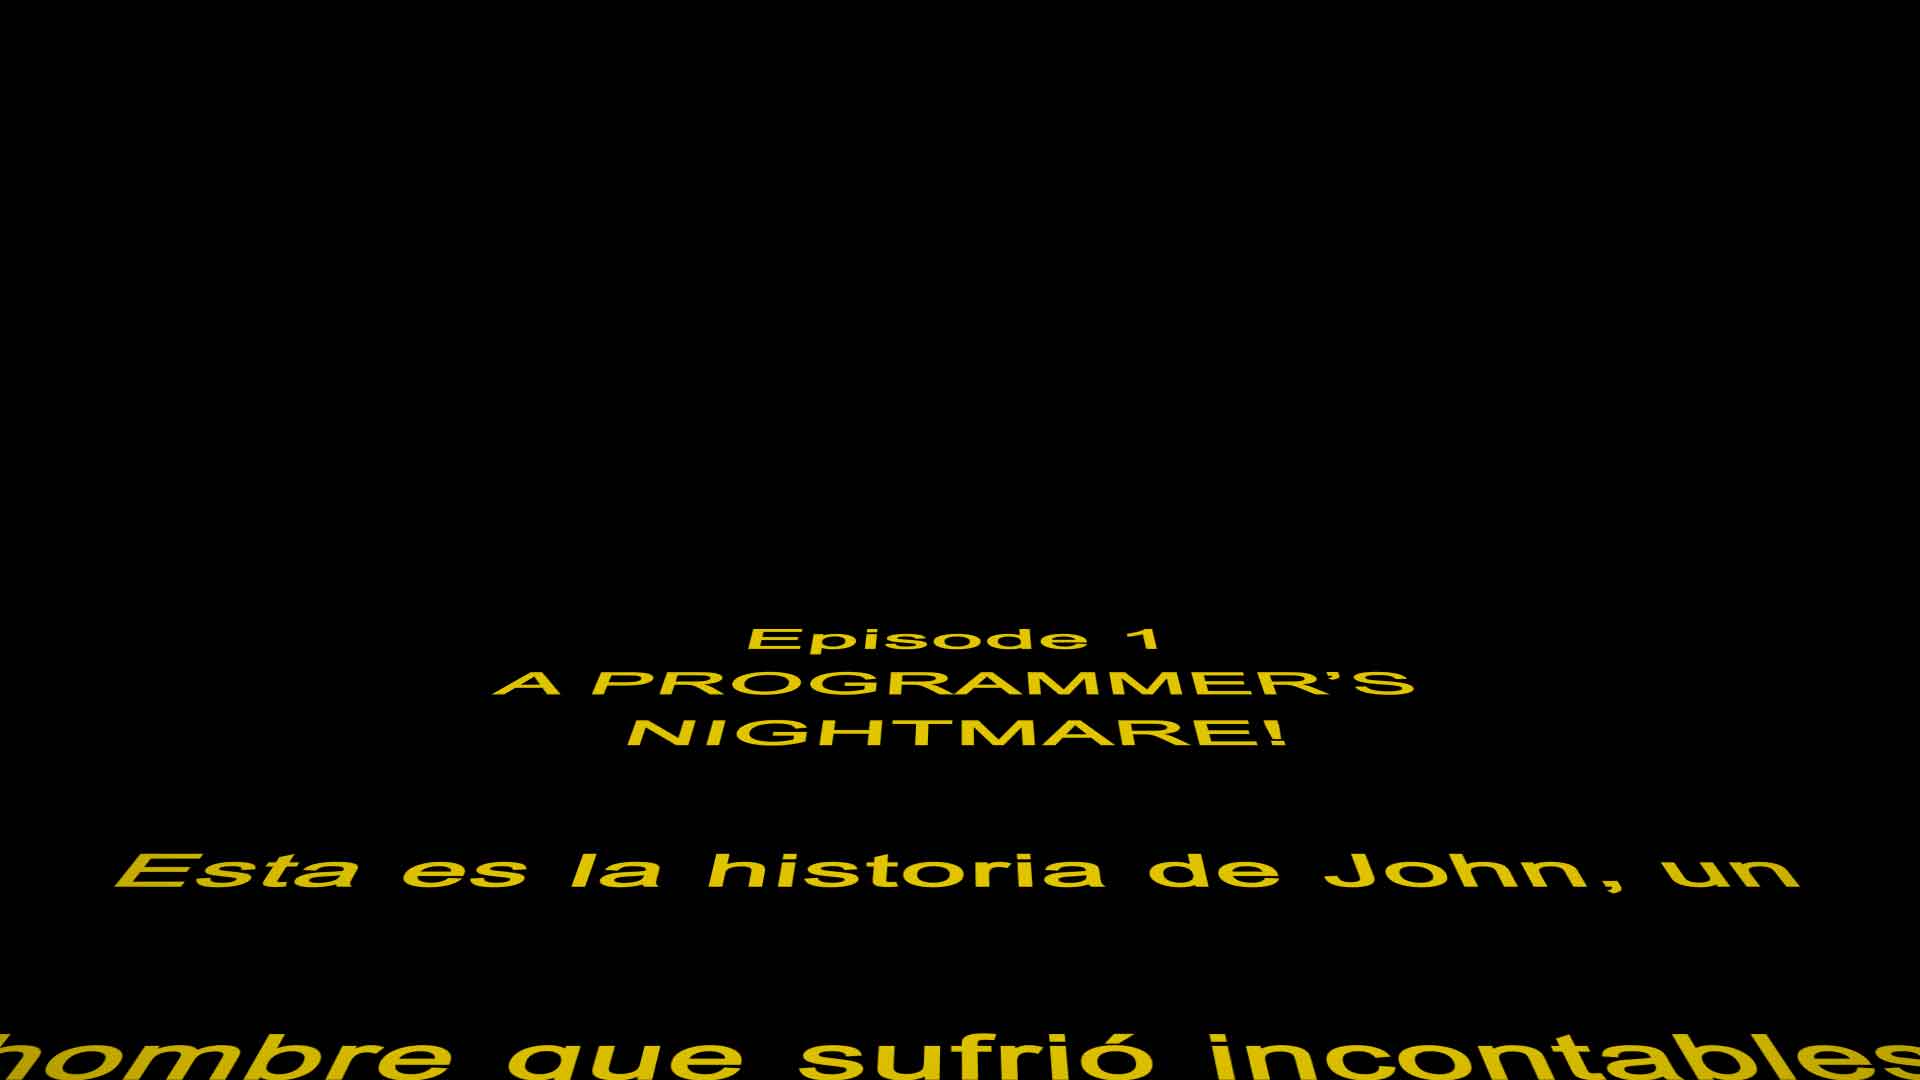 Episode 1
A PROGRAMMER’S
NIGHTMARE!
Esta es la historia de John, un
hombre que sufrió incontables